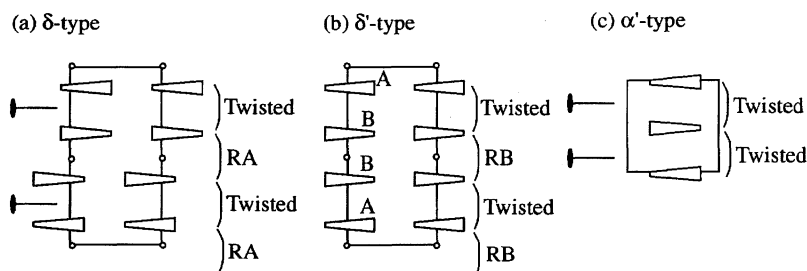 (a) δ-type
(b) δ'-type
(c) α'-type
Twisted
RA
Twisted
RA
A
B
B
A
Twisted
RB
Twisted
RB
Twisted
Twisted